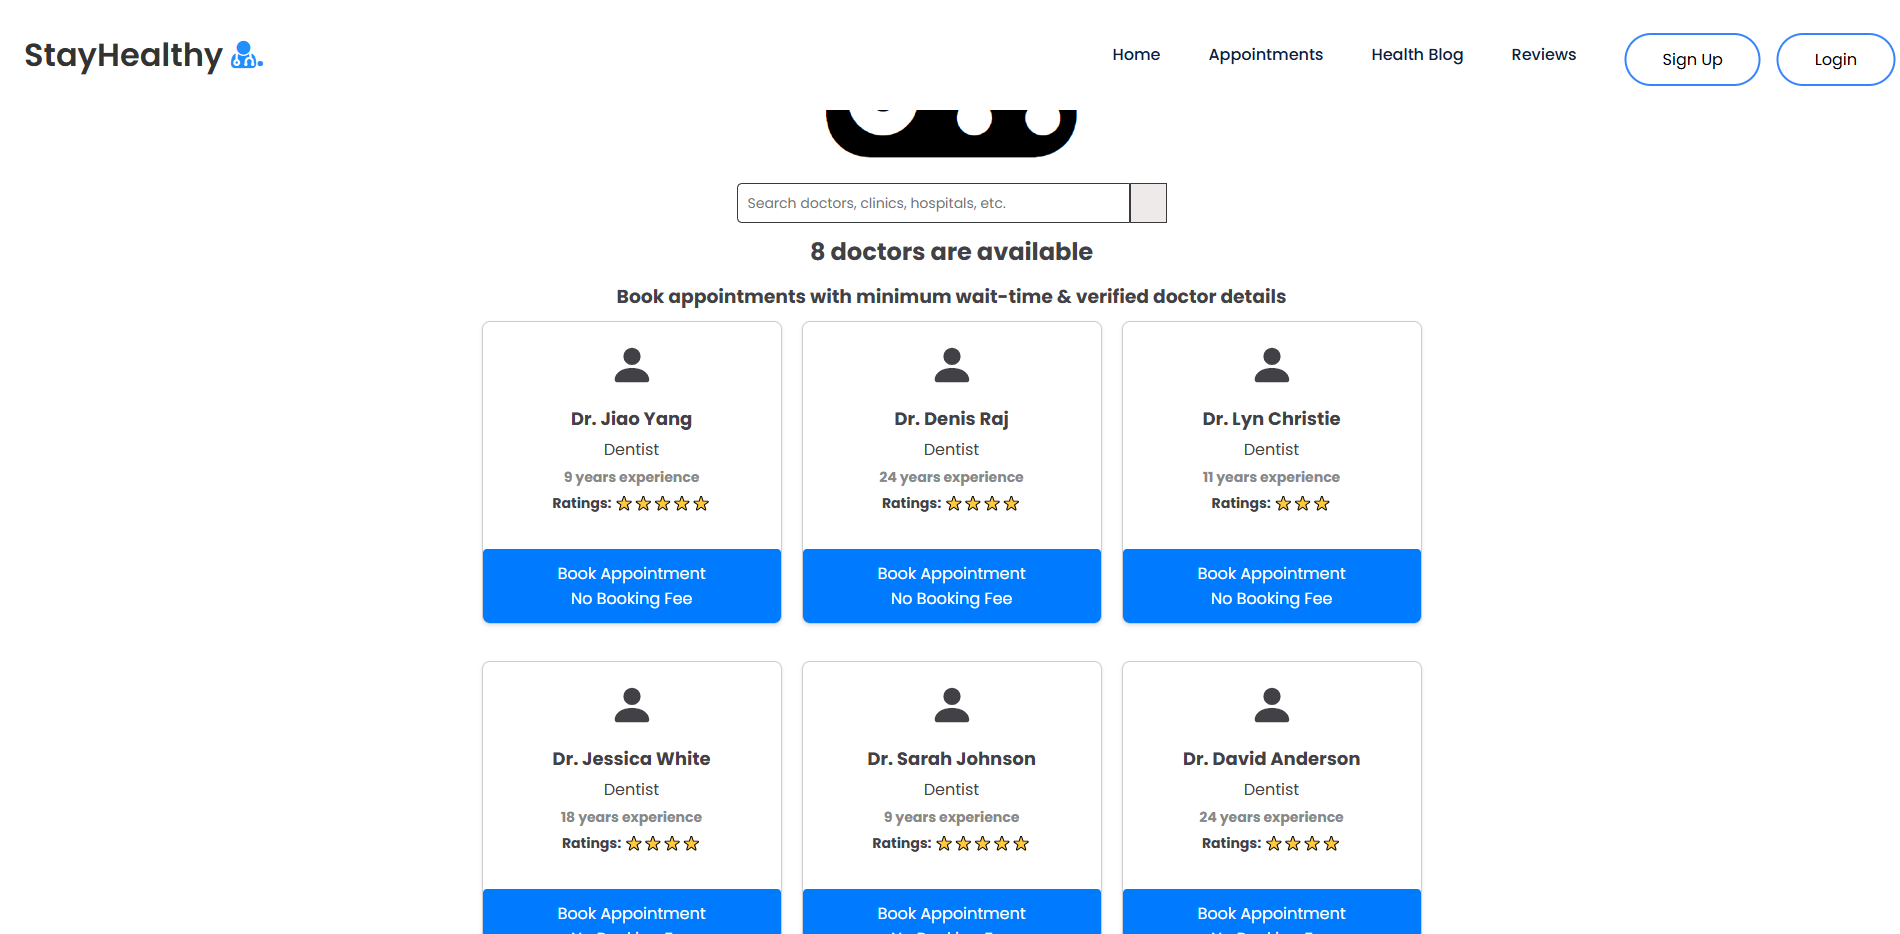 StayHealthy
Home Appointments Health Blog Reviews Sign Up Login
Search doctors, clinics, hospitals, etc.
8 doctors are available
Book appointments with minimum wait-time & verified doctor details
Dr. Jiao Yang
Dentist
9 years experience
Ratings:
Book Appointment
No Booking Fee
Dr. Denis Raj
Dentist
24 years experience
Ratings:
Book Appointment
No Booking Fee
Dr. Lyn Christie
Dentist
11 years experience
Ratings:
Book Appointment
No Booking Fee
Dr. Jessica White
Dentist
18 years experience
Ratings:
Book Appointment
Dr. Sarah Johnson
Dentist
9 years experience
Ratings:
Book Appointment
Dr. David Anderson
Dentist
24 years experience
Ratings:
Book Appointment